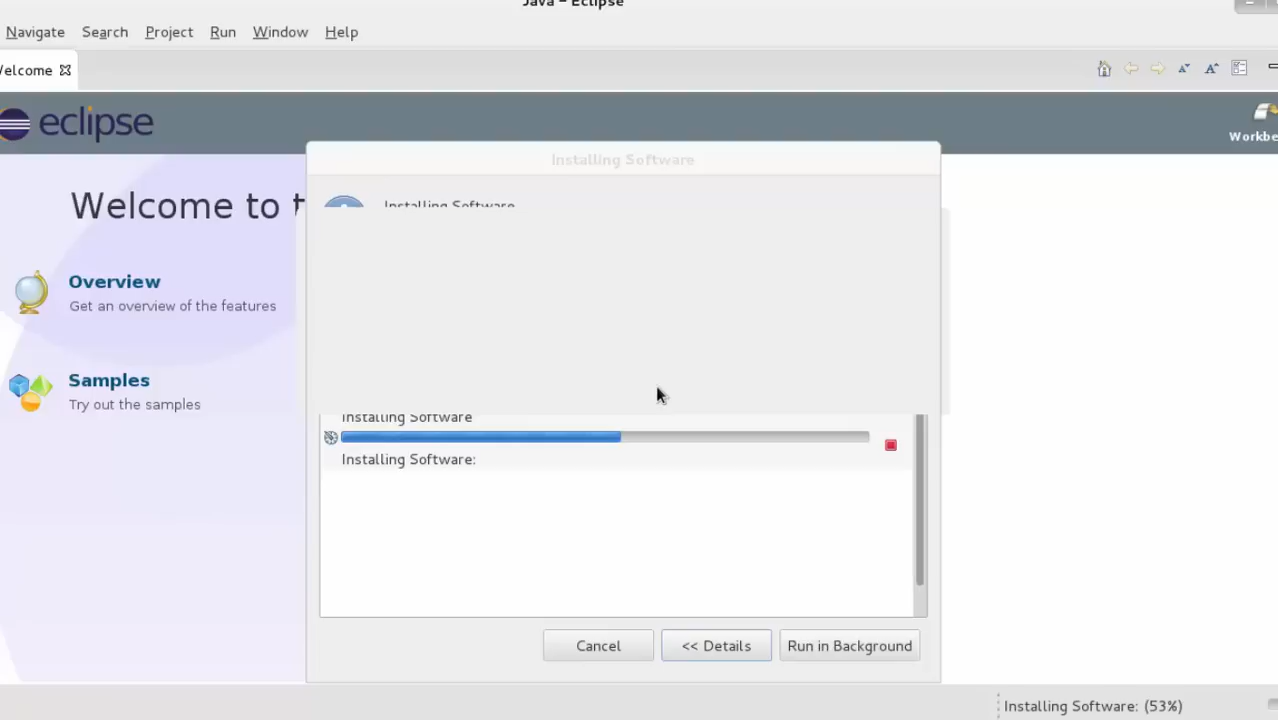 Java - Eclipse
Navigate Search Project Run Window Help
Welcome
eclipse
Workbe
Welcome to t
Overview
Get an overview of the features
Samples
Try out the samples
Installing Software
Installing Software
Installing Software
Installing Software:
Cancel << Details Run in Background
Installing Software: (53%)